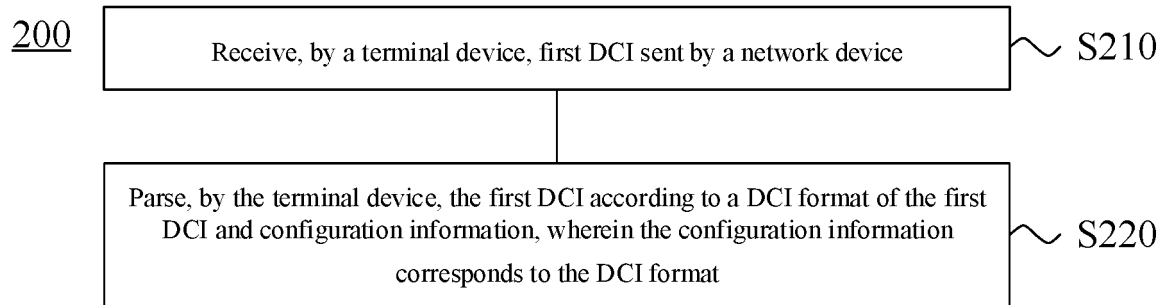 200
Receive, by a terminal device, first DCI sent by a network device
S210
Parse, by the terminal device, the first DCI according to a DCI format of the first
DCI and configuration information, wherein the configuration information
corresponds to the DCI format
S220